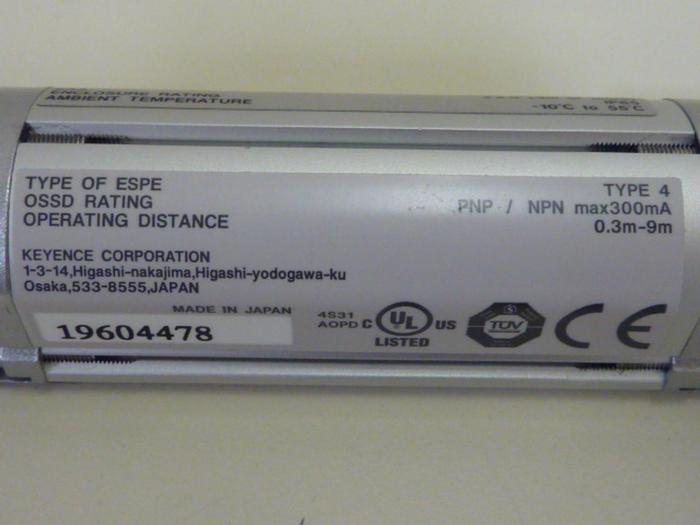 ENCLOSURE RATING IP65
AMBIENT TEMPERATURE -10°C to 55°C
TYPE OF ESPE TYPE 4
OSSD RATING PNP / NPN max300mA
OPERATING DISTANCE 0.3m-9m
KEYENCE CORPORATION
1-3-14,Higashi-nakajima,Higashi-yodogawa-ku
Osaka,533-8555,JAPAN
MADE IN JAPAN
19604478
4S31
AOPD C UL US
LISTED
TÜV
CE